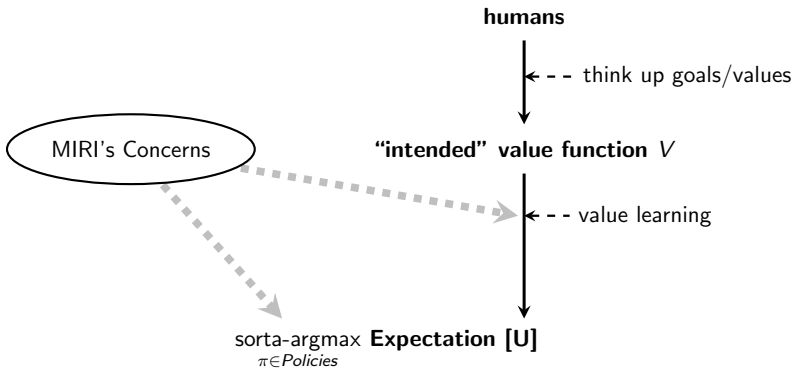 humans
think up goals/values
MIRI's Concerns
“intended” value function V
value learning
sorta-argmax Expectation [U]
π∈Policies